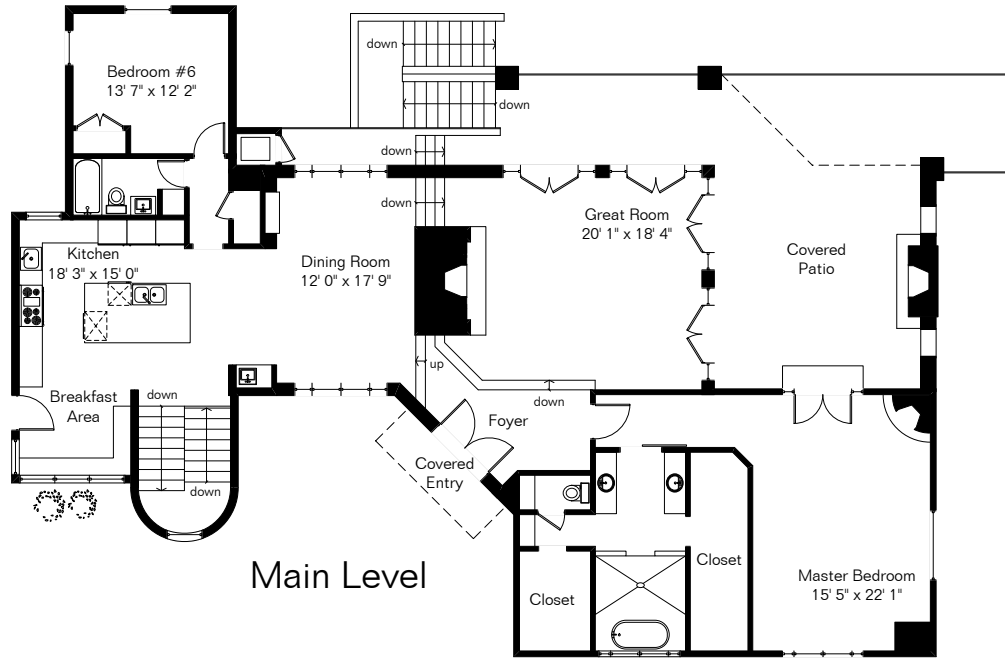 down
Bedroom #6
13' 7" x 12' 2"
down
down
down
Great Room
20' 1" x 18' 4"
Kitchen
18' 3" x 15' 0"
Dining Room
12' 0" x 17' 9"
Covered
Patio
up
Breakfast
Area
down
down
Foyer
Covered
Entry
down
Main Level
Closet
Closet
Master Bedroom
15' 5" x 22' 1"